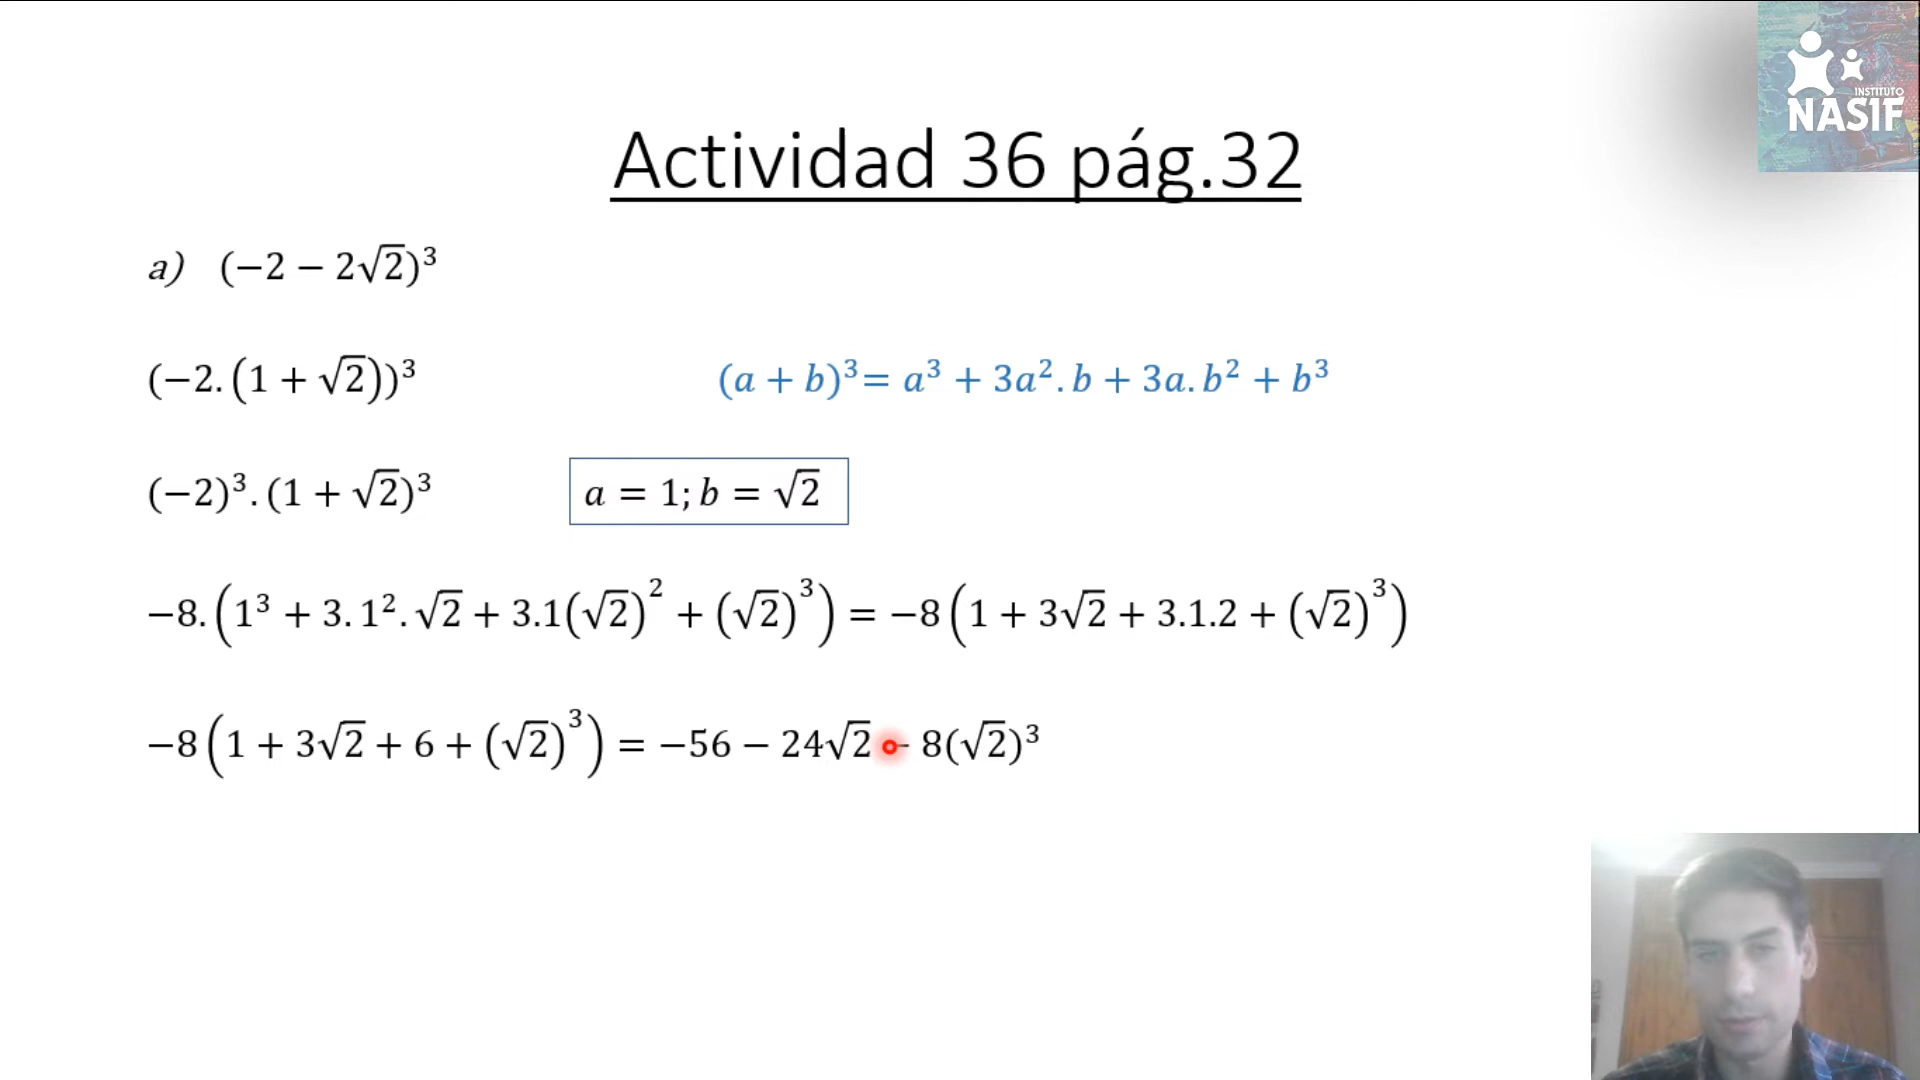 INSTITUTO
NASIF
Actividad 36 pág.32
a) (−2 − 2√2)³
(−2.(1 + √2))³
(a + b)³= a³ + 3a².b + 3a.b² + b³
(−2)³.(1 + √2)³
a = 1; b = √2
−8.(1³ + 3.1².√2 + 3.1(√2)² + (√2)³) = −8(1 + 3√2 + 3.1.2 + (√2)³)
−8(1 + 3√2 + 6 + (√2)³) = −56 − 24√2 − 8(√2)³